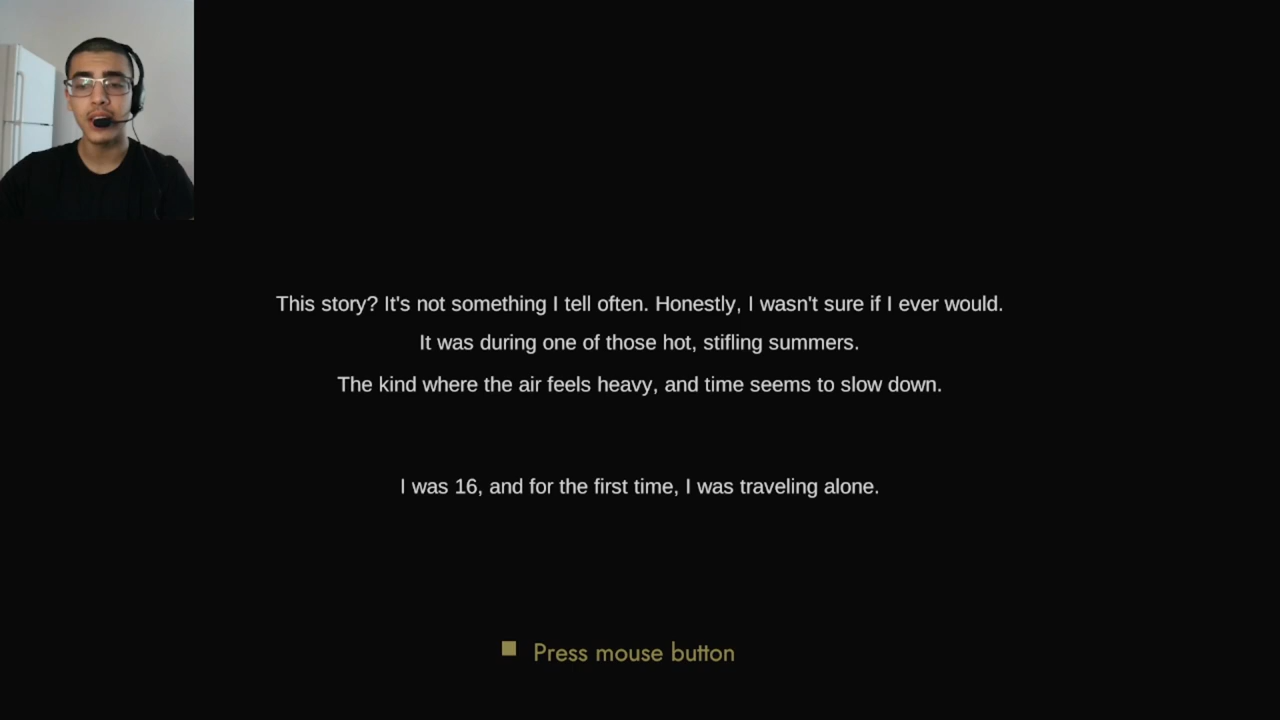 This story? It's not something I tell often. Honestly, I wasn't sure if I ever would.
It was during one of those hot, stifling summers.
The kind where the air feels heavy, and time seems to slow down.
I was 16, and for the first time, I was traveling alone.
Press mouse button